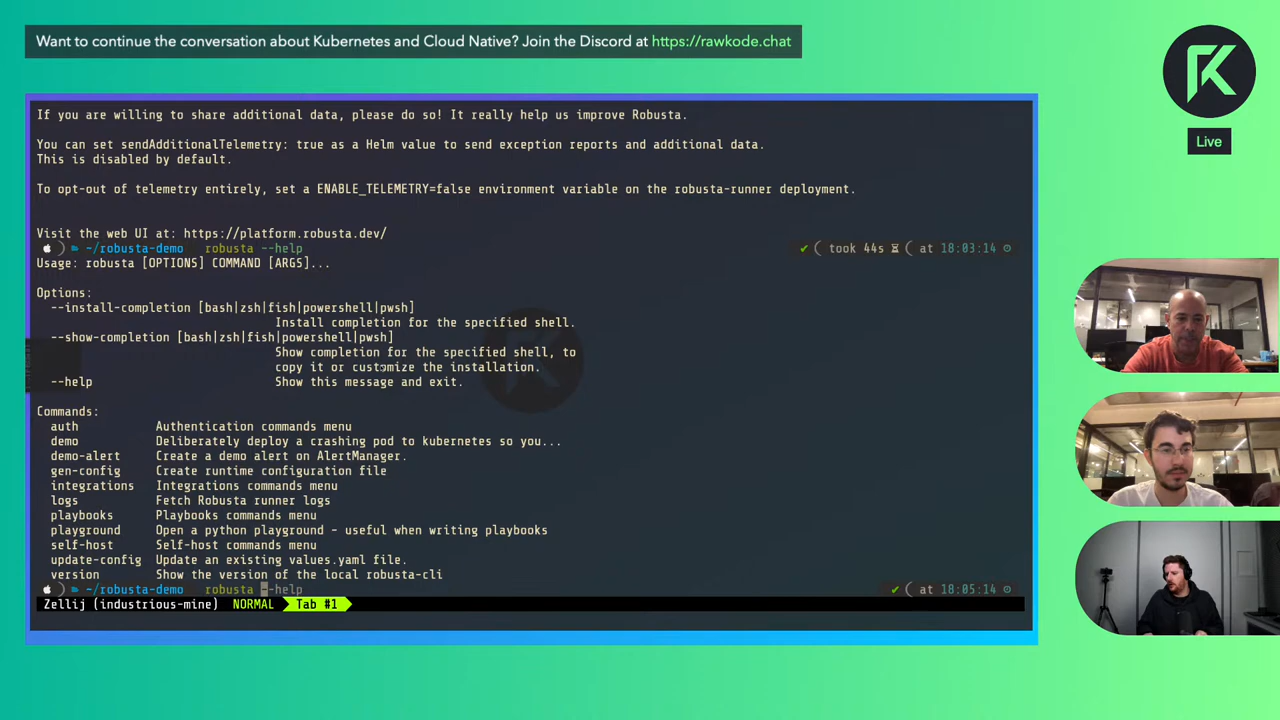 Want to continue the conversation about Kubernetes and Cloud Native? Join the Discord at https://rawkode.chat
Live
If you are willing to share additional data, please do so! It really help us improve Robusta.
You can set sendAdditionalTelemetry: true as a Helm value to send exception reports and additional data.
This is disabled by default.
To opt-out of telemetry entirely, set a ENABLE_TELEMETRY=false environment variable on the robusta-runner deployment.
Visit the web UI at: https://platform.robusta.dev/
~/robusta-demo robusta --help ✔ ( took 44s ( at 18:03:14
Usage: robusta [OPTIONS] COMMAND [ARGS]...
Options:
--install-completion [bash|zsh|fish|powershell|pwsh]
Install completion for the specified shell.
--show-completion [bash|zsh|fish|powershell|pwsh]
Show completion for the specified shell, to
copy it or customize the installation.
--help Show this message and exit.
Commands:
auth Authentication commands menu
demo Deliberately deploy a crashing pod to kubernetes so you...
demo-alert Create a demo alert on AlertManager.
gen-config Create runtime configuration file
integrations Integrations commands menu
logs Fetch Robusta runner logs
playbooks Playbooks commands menu
playground Open a python playground - useful when writing playbooks
self-host Self-host commands menu
update-config Update an existing values.yaml file.
version Show the version of the local robusta-cli
~/robusta-demo robusta --help ✔ ( at 18:05:14
Zellij (industrious-mine) NORMAL Tab #1